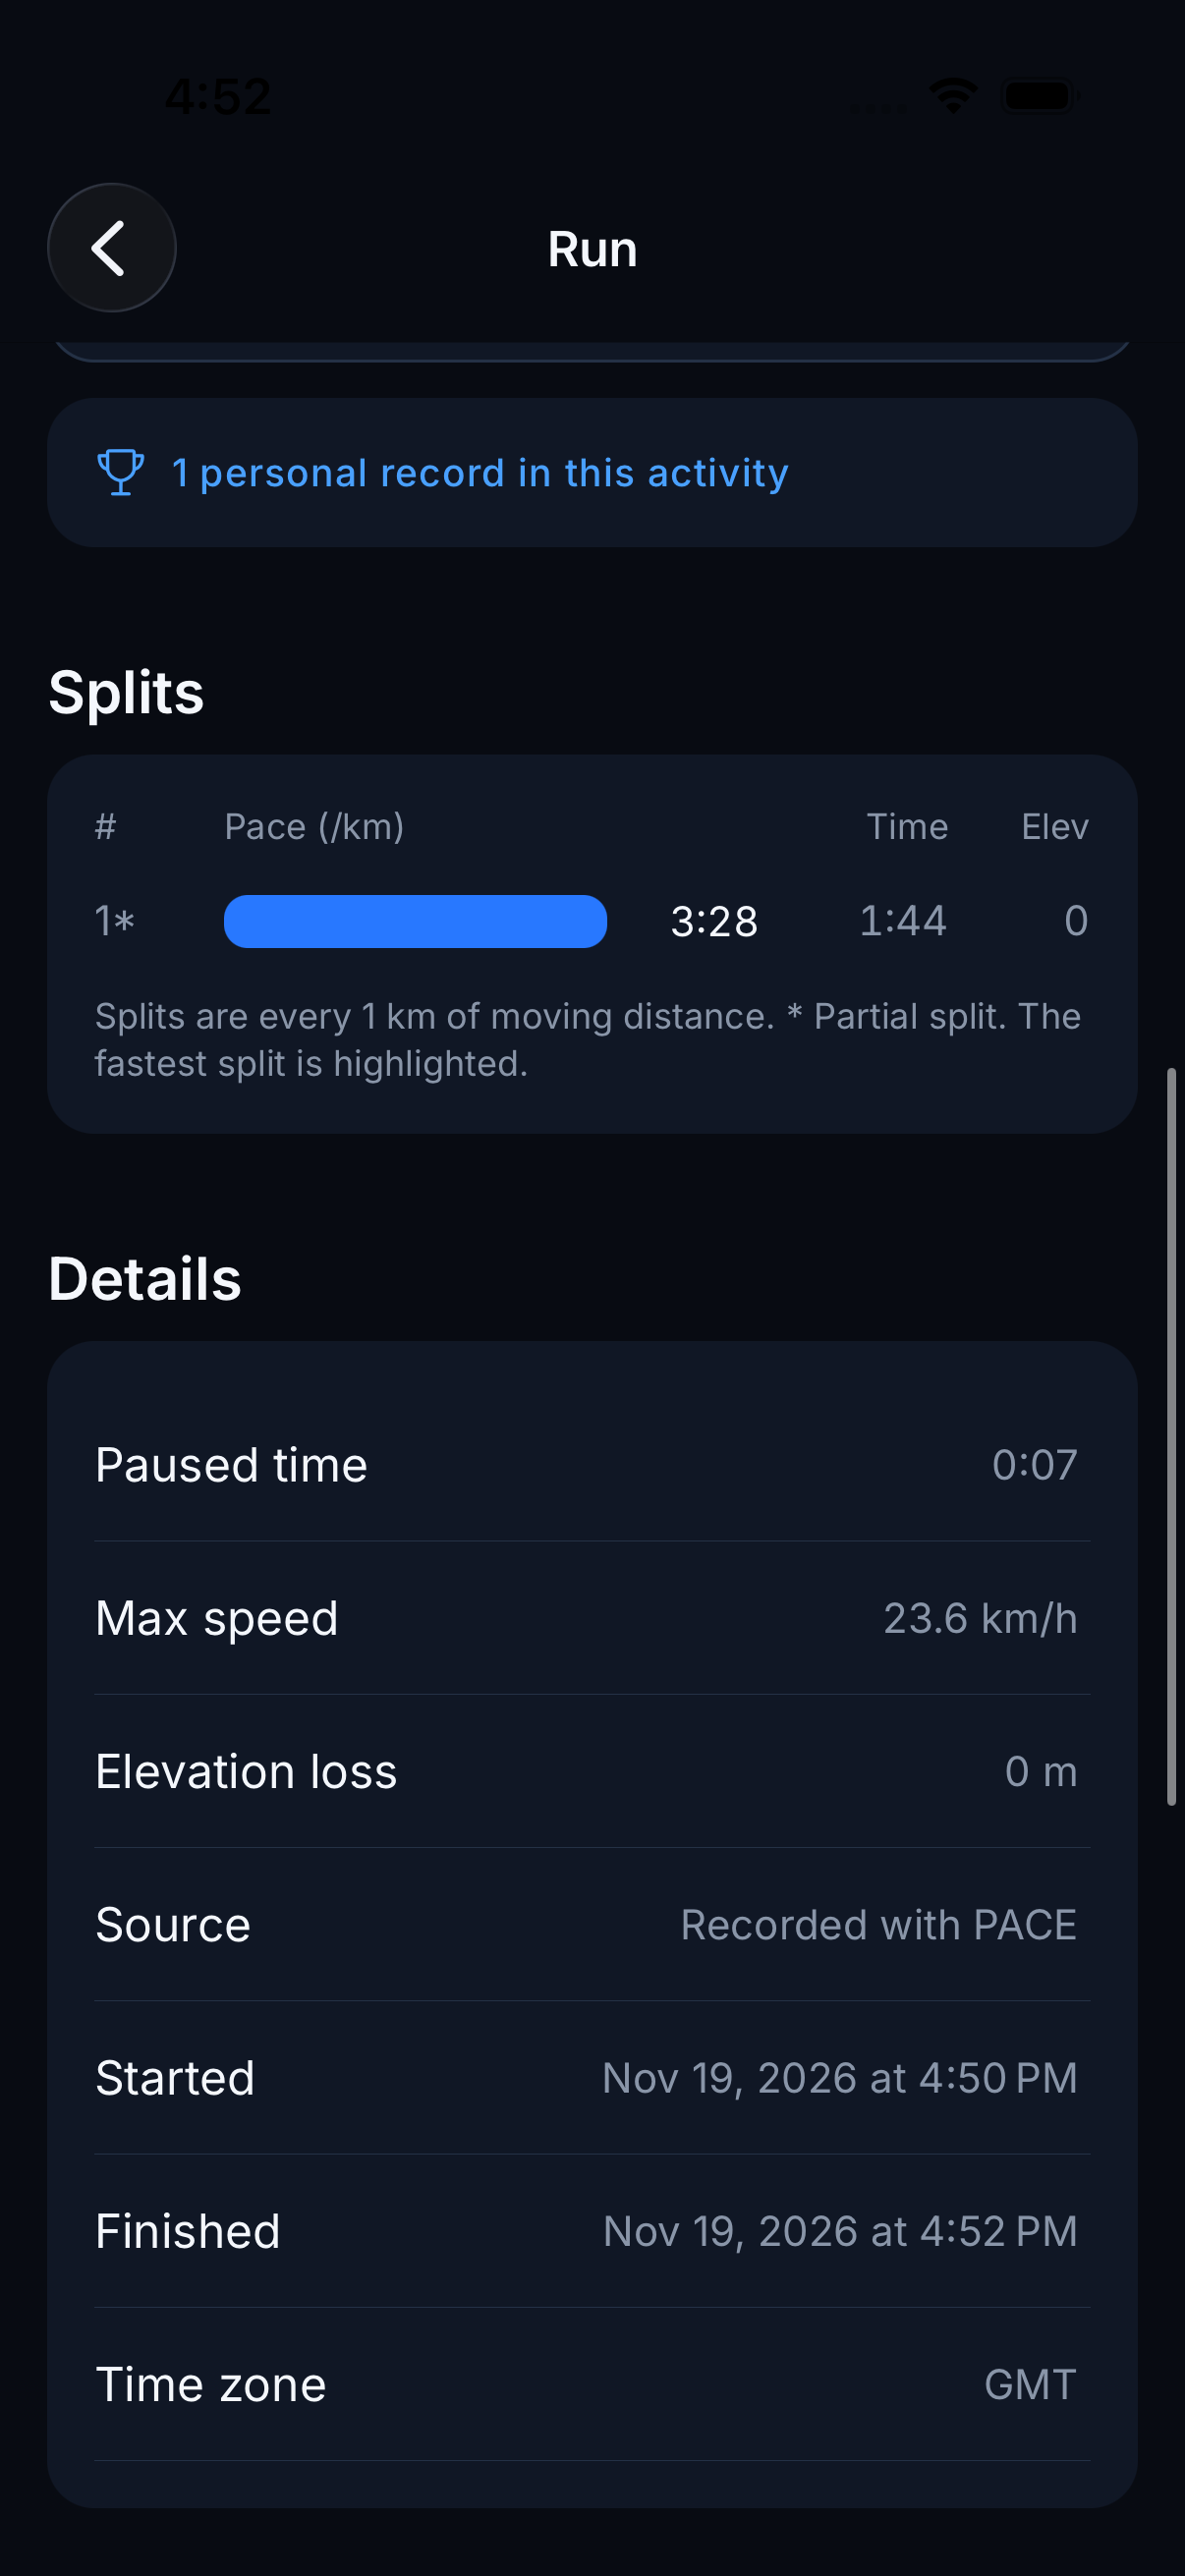 4:52
Run
1 personal record in this activity
Splits
# Pace (/km) Time Elev
1* 3:28 1:44 0
Splits are every 1 km of moving distance. * Partial split. The
fastest split is highlighted.
Details
Paused time 0:07
Max speed 23.6 km/h
Elevation loss 0 m
Source Recorded with PACE
Started Nov 19, 2026 at 4:50 PM
Finished Nov 19, 2026 at 4:52 PM
Time zone GMT